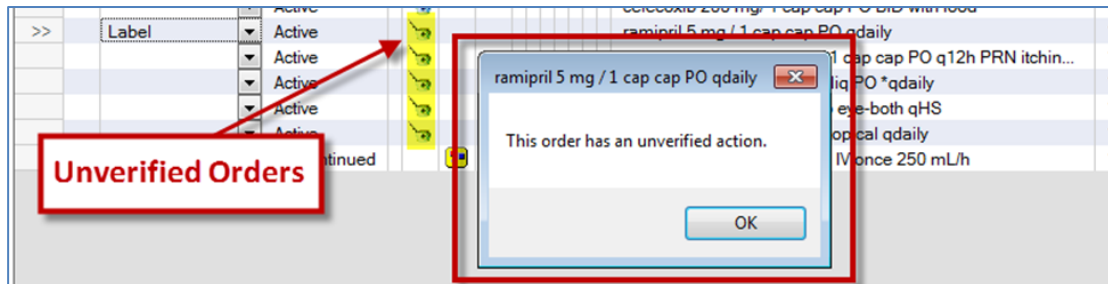 Active celecoxib 200 mg/ 1 cap cap PO BID with food
>> Label Active ramipril 5 mg / 1 cap cap PO qdaily
Active 1 cap cap PO q12h PRN itchin...
Active liq PO *qdaily
Active eye-both qHS
Active opical qdaily
ntinued IV once 250 mL/h
Unverified Orders
ramipril 5 mg / 1 cap cap PO qdaily
This order has an unverified action.
OK